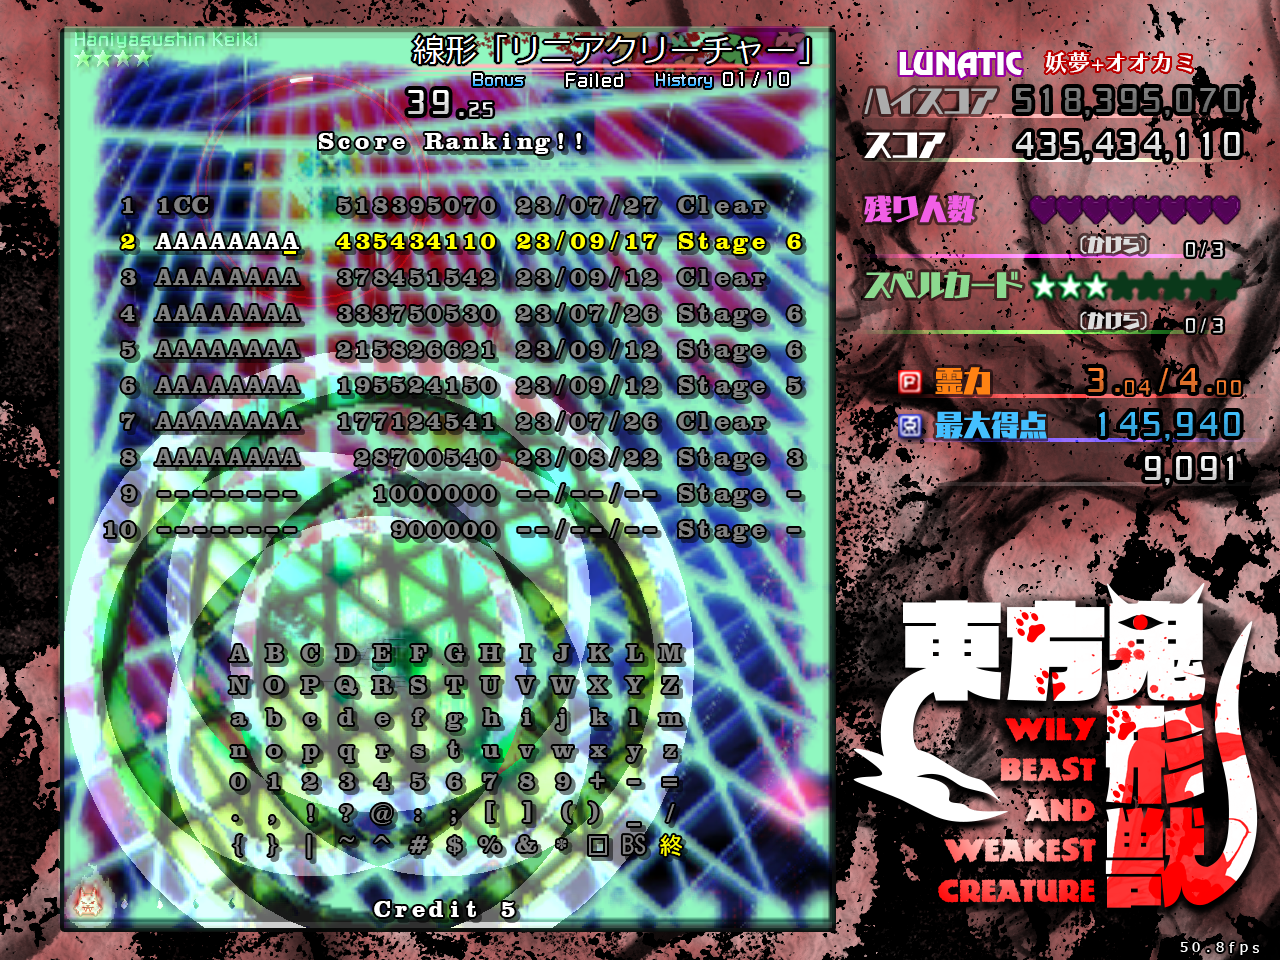 Haniyasushin Keiki
線形「リニアクリーチャー」
Bonus Failed History 01/10
39.25
Score Ranking!!
1 1CC 518395070 23/07/27 Clear
2 AAAAAAAA 435434110 23/09/17 Stage 6
3 AAAAAAAA 378451542 23/09/12 Clear
4 AAAAAAAA 333750530 23/07/26 Stage 6
5 AAAAAAAA 215826621 23/09/12 Stage 6
6 AAAAAAAA 195524150 23/09/12 Stage 5
7 AAAAAAAA 177124541 23/07/26 Clear
8 AAAAAAAA 28700540 23/08/22 Stage 3
9 -------- 1000000 --/--/-- Stage -
10 -------- 900000 --/--/-- Stage -
A B C D E F G H I J K L M
N O P Q R S T U V W X Y Z
a b c d e f g h i j k l m
n o p q r s t u v w x y z
0 1 2 3 4 5 6 7 8 9 + - =
. , ! ? @ : ; [ ] ( ) _ /
{ } | ~ ^ # $ % & * □ BS 終
Credit 5
LUNATIC 妖夢+オオカミ
ハイスコア 518,395,070
スコア 435,434,110
残り人数
(かけら) 0/3
スペルカード
(かけら) 0/3
P 霊力 3.04/4.00
点 最大得点 145,940
9,091
東方鬼形獣
WILY
BEAST
AND
WEAKEST
CREATURE
50.8fps